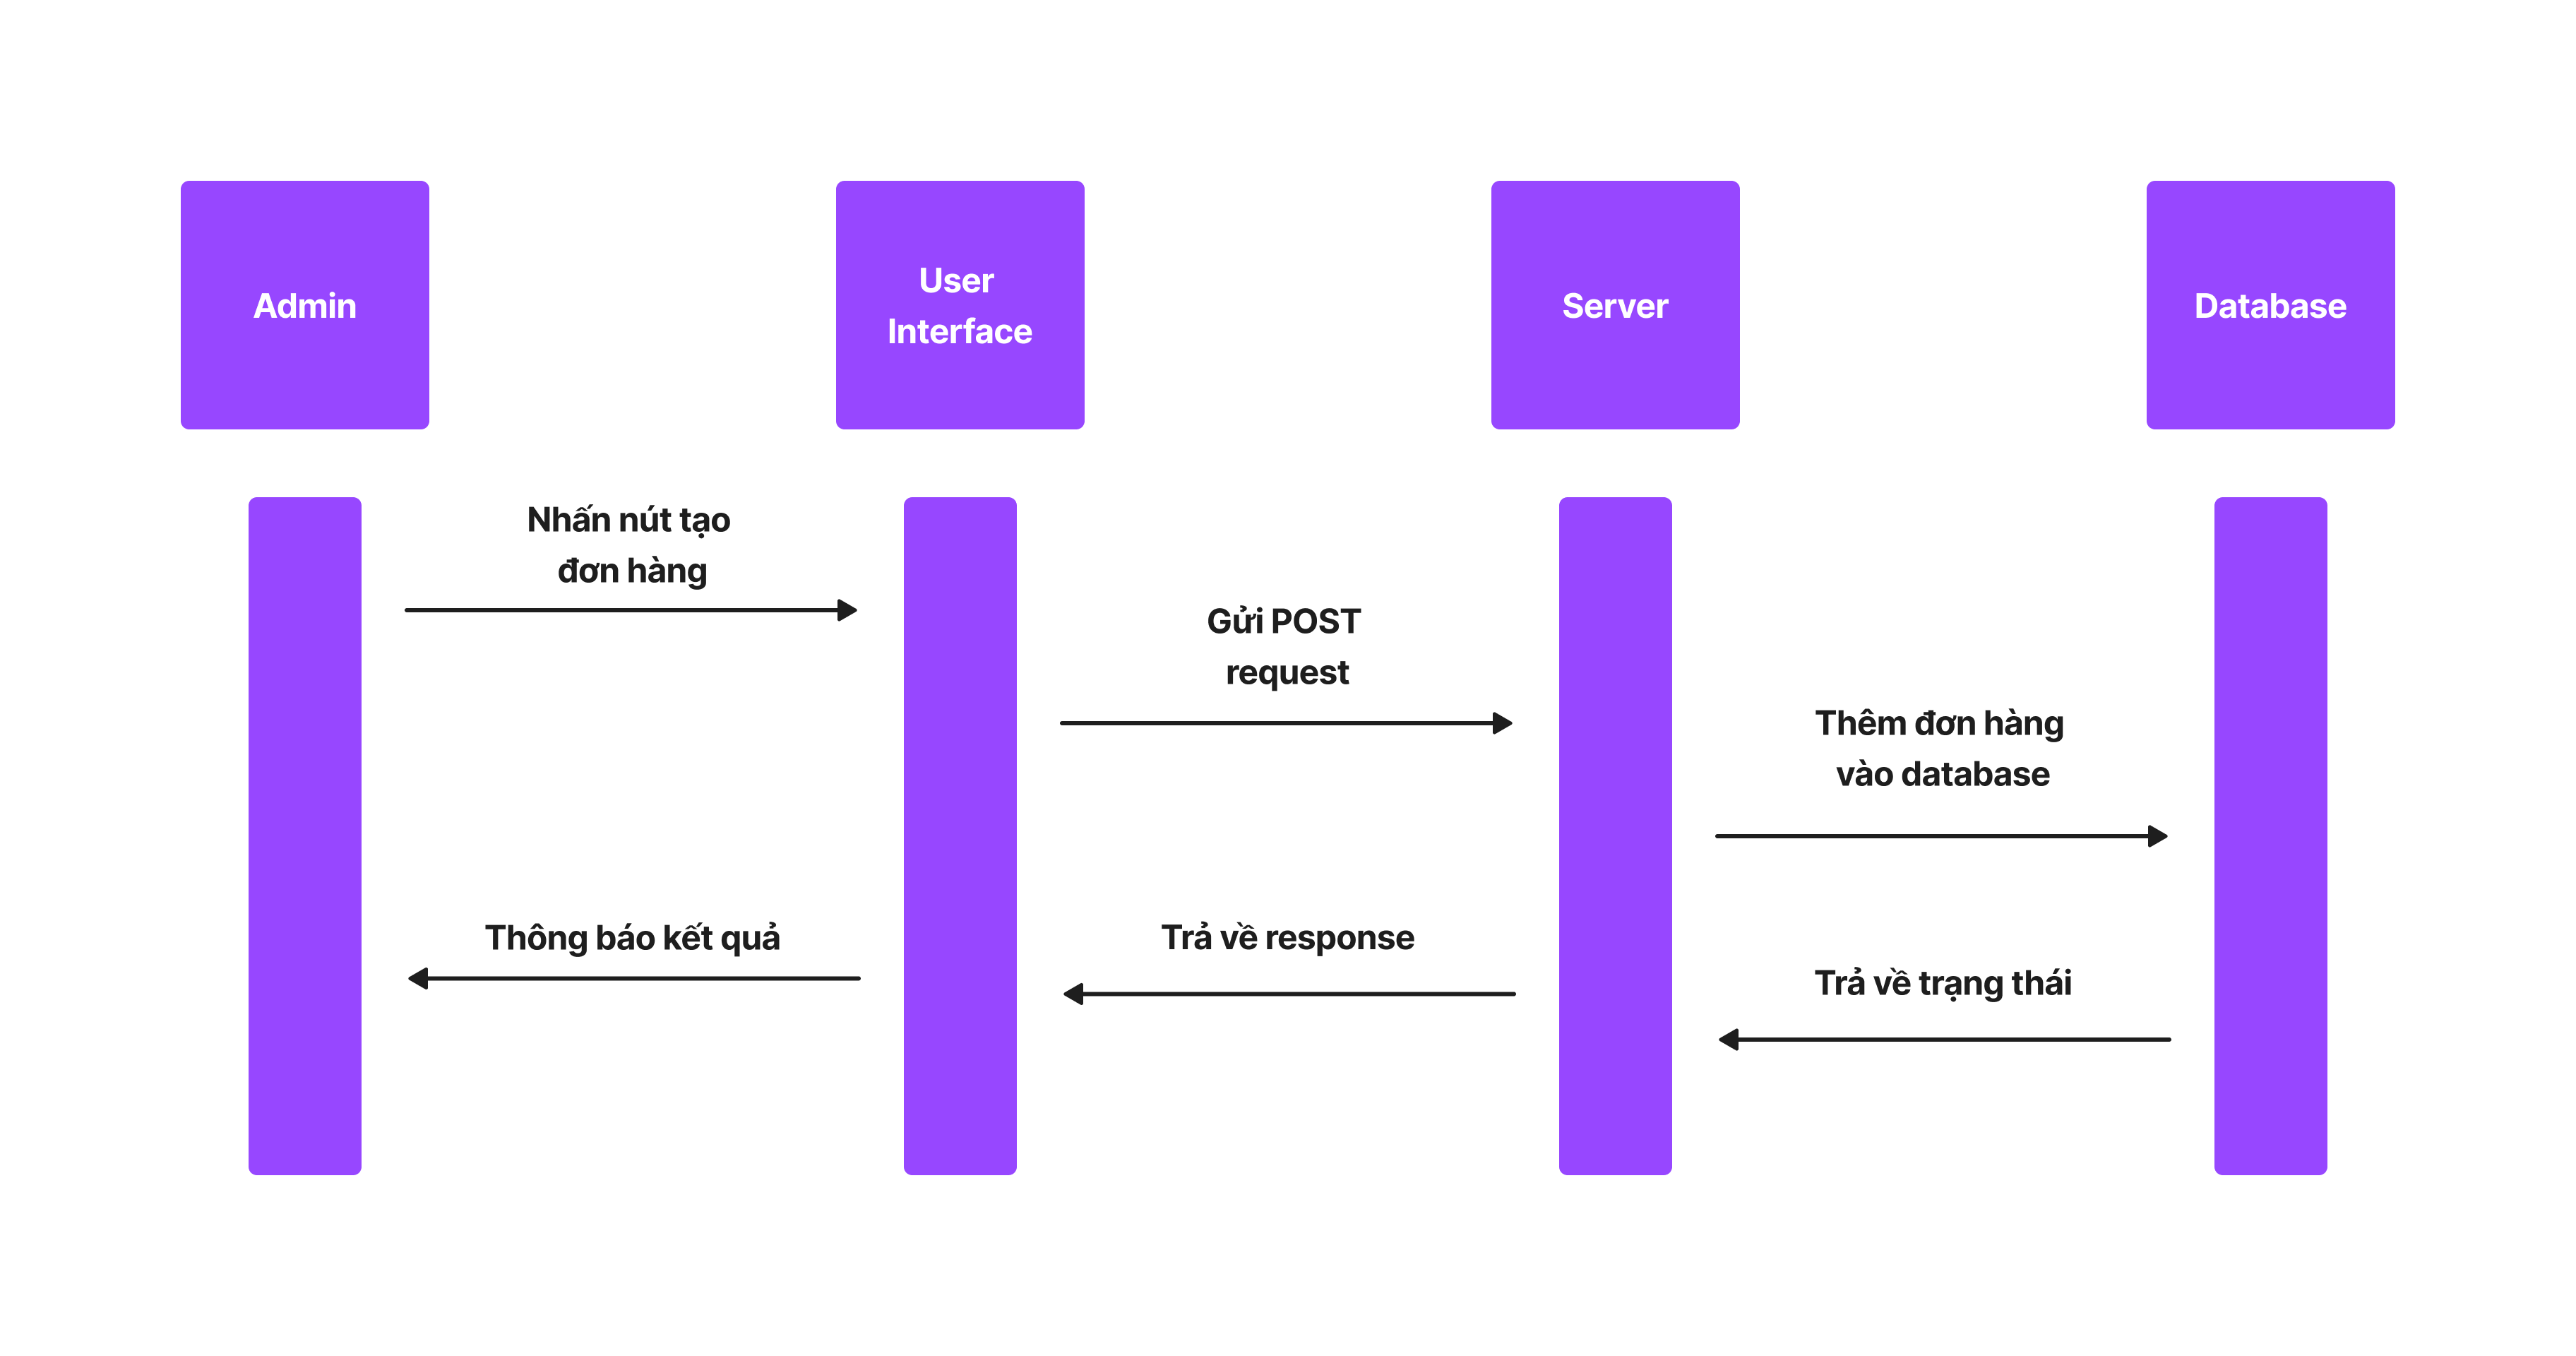 Admin
User
Interface
Server
Database
Nhấn nút tạo
đơn hàng
Gửi POST
request
Thêm đơn hàng
vào database
Thông báo kết quả
Trả về response
Trả về trạng thái